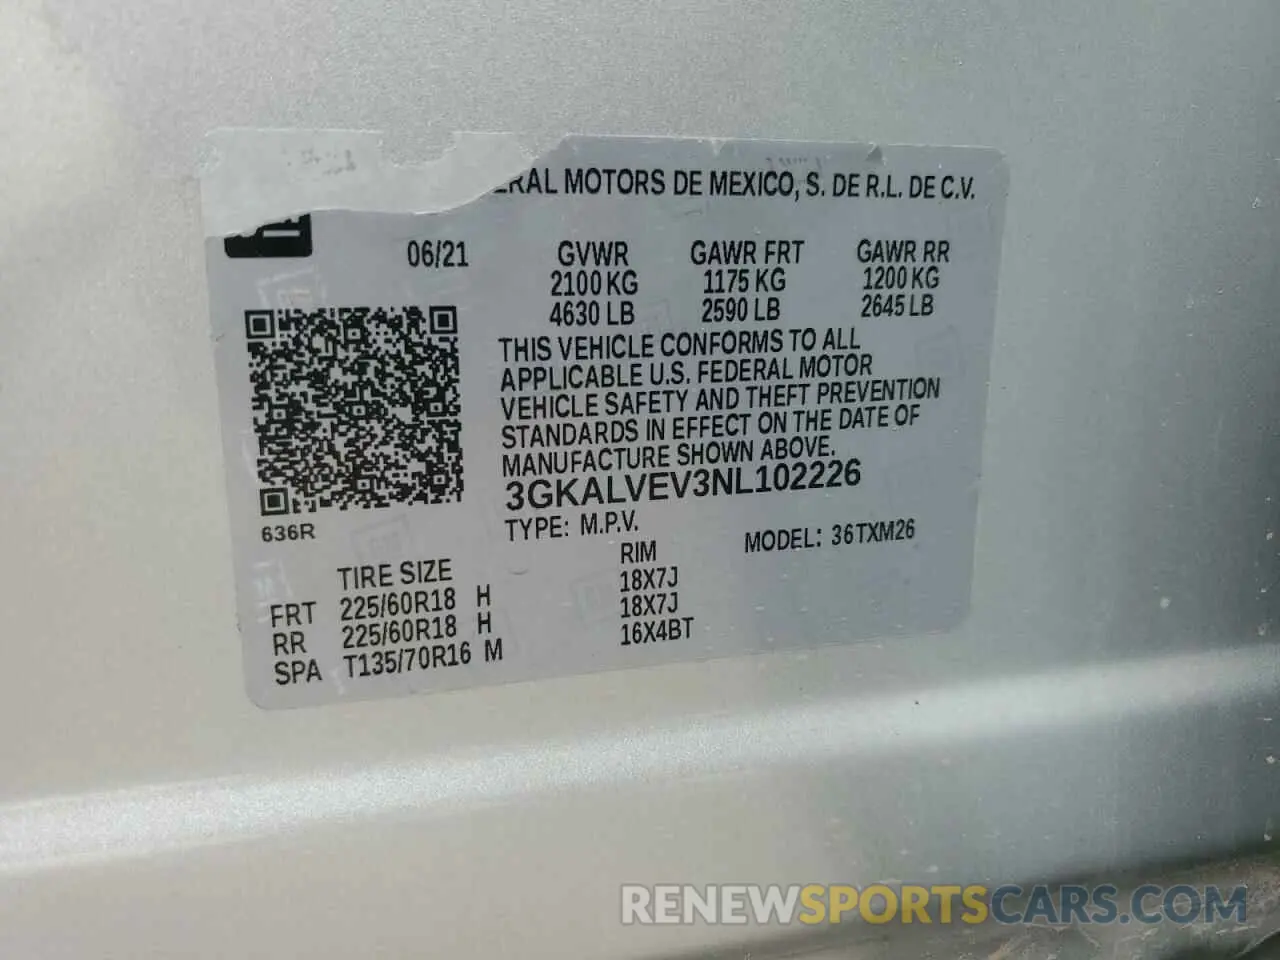 ERAL MOTORS DE MEXICO, S. DE R.L. DE C.V.
06/21 GVWR GAWR FRT GAWR RR
2100 KG 1175 KG 1200 KG
4630 LB 2590 LB 2645 LB
THIS VEHICLE CONFORMS TO ALL
APPLICABLE U.S. FEDERAL MOTOR
VEHICLE SAFETY AND THEFT PREVENTION
STANDARDS IN EFFECT ON THE DATE OF
MANUFACTURE SHOWN ABOVE.
3GKALVEV3NL102226
636R
TYPE: M.P.V. MODEL: 36TXM26
TIRE SIZE RIM
FRT 225/60R18 H 18X7J
RR 225/60R18 H 18X7J
SPA T135/70R16 M 16X4BT
RENEWSPORTSCARS.COM